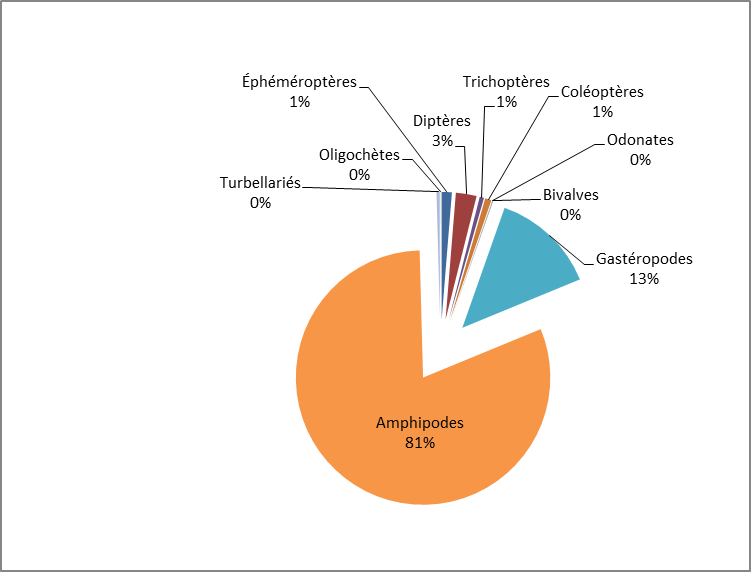 Éphéméroptères
1%
Trichoptères
1%
Coléoptères
1%
Diptères
3%
Odonates
0%
Oligochètes
0%
Turbellariés
0%
Bivalves
0%
Gastéropodes
13%
Amphipodes
81%